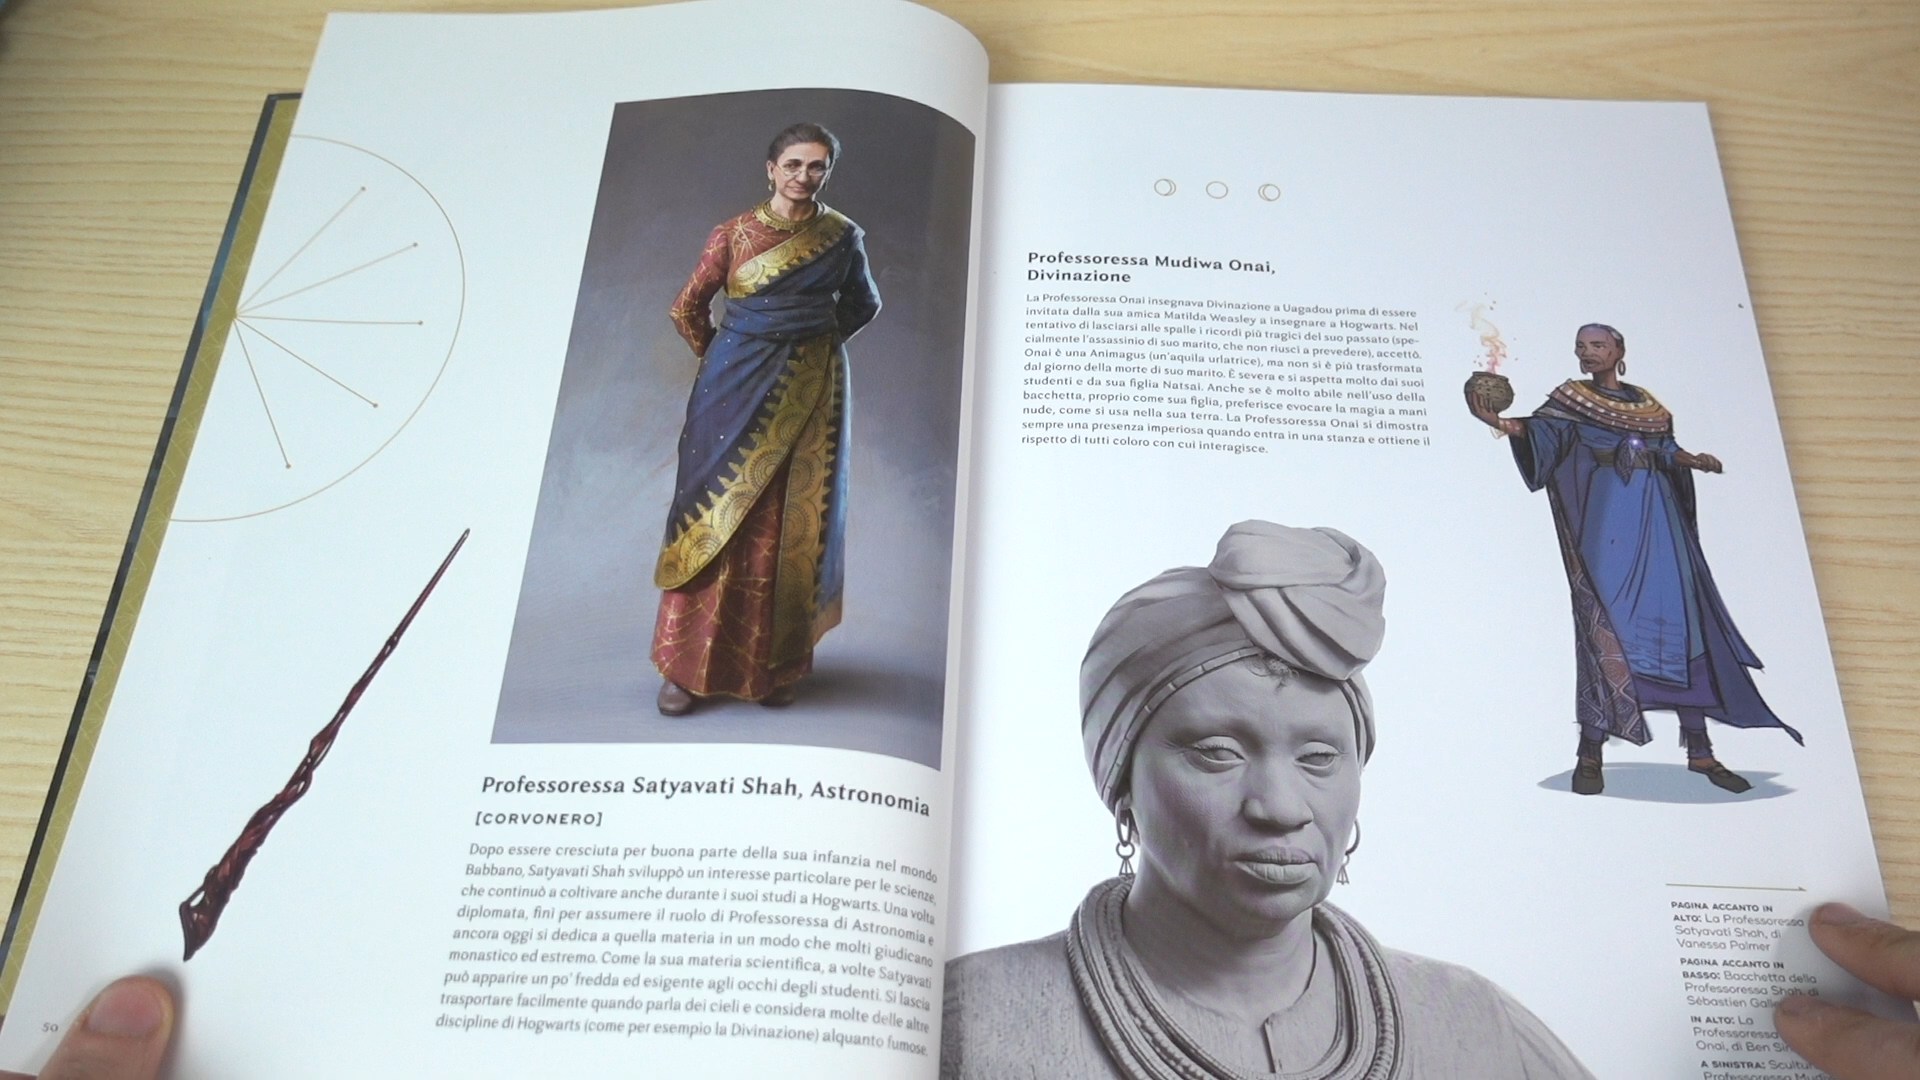 Professoressa Satyavati Shah, Astronomia
[CORVONERO]
Dopo essere cresciuta per buona parte della sua infanzia nel mondo
Babbano, Satyavati Shah sviluppò un interesse particolare per le scienze,
che continuò a coltivare anche durante i suoi studi a Hogwarts. Una volta
diplomata, finì per assumere il ruolo di Professoressa di Astronomia e
ancora oggi si dedica a quella materia in un modo che molti giudicano
monastico ed estremo. Come la sua materia scientifica, a volte Satyavati
può apparire un po' fredda ed esigente agli occhi degli studenti. Si lascia
trasportare facilmente quando parla dei cieli e considera molte delle altre
discipline di Hogwarts (come per esempio la Divinazione) alquanto fumose.
50
Professoressa Mudiwa Onai,
Divinazione
La Professoressa Onai insegnava Divinazione a Uagadou prima di essere
invitata dalla sua amica Matilda Weasley a insegnare a Hogwarts. Nel
tentativo di lasciarsi alle spalle i ricordi più tragici del suo passato (spe-
cialmente l'assassinio di suo marito, che non riuscì a prevedere), accettò.
Onai è una Animagus (un'aquila urlatrice), ma non si è più trasformata
dal giorno della morte di suo marito. È severa e si aspetta molto dai suoi
studenti e da sua figlia Natsai. Anche se è molto abile nell'uso della
bacchetta, proprio come sua figlia, preferisce evocare la magia a mani
nude, come si usa nella sua terra. La Professoressa Onai si dimostra
sempre una presenza imperiosa quando entra in una stanza e ottiene il
rispetto di tutti coloro con cui interagisce.
PAGINA ACCANTO IN
ALTO: La Professoressa
Satyavati Shah, di
Vanessa Palmer
PAGINA ACCANTO IN
BASSO: Bacchetta della
Professoressa Shah, di
Sébastien
IN ALTO: La
Professoressa
Onai, di Ben
A SINISTRA:
Professoressa